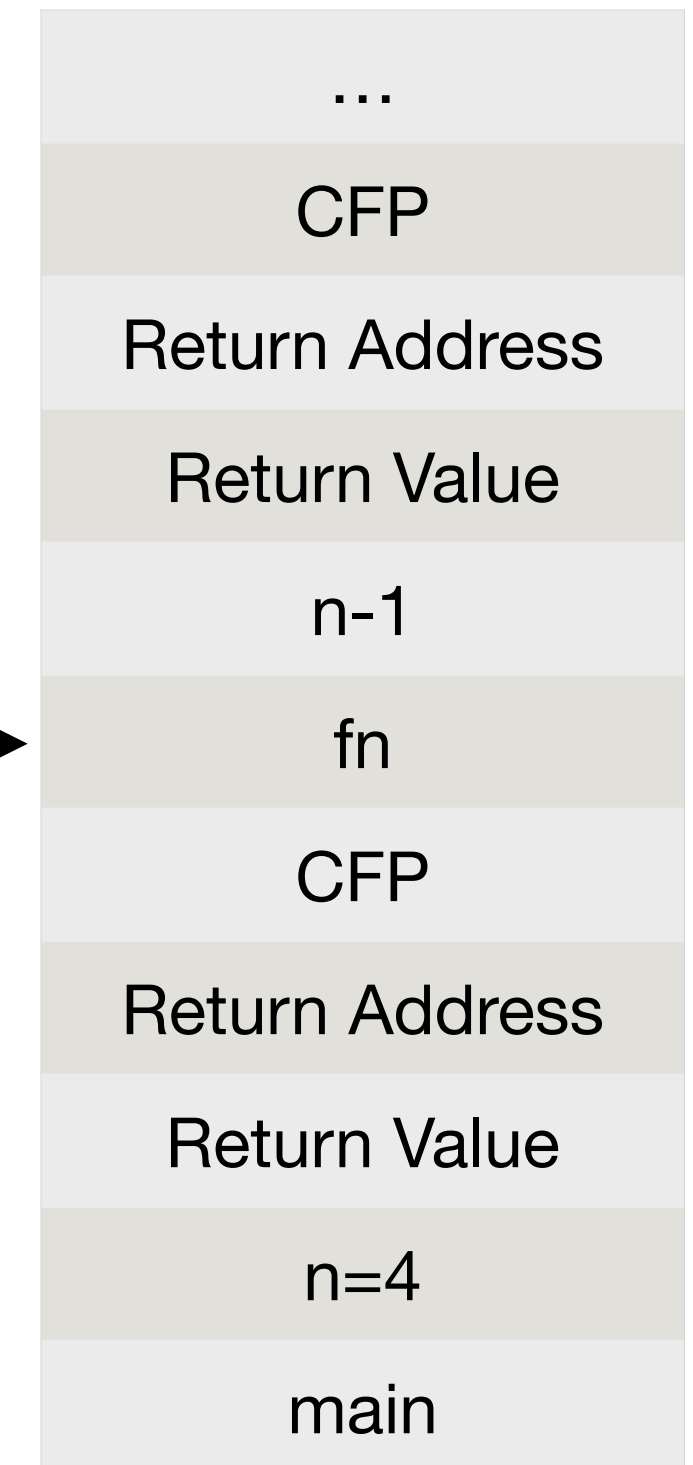 ...
CFP
Return Address
Return Value
n-1
fn
CFP
Return Address
Return Value
n=4
main